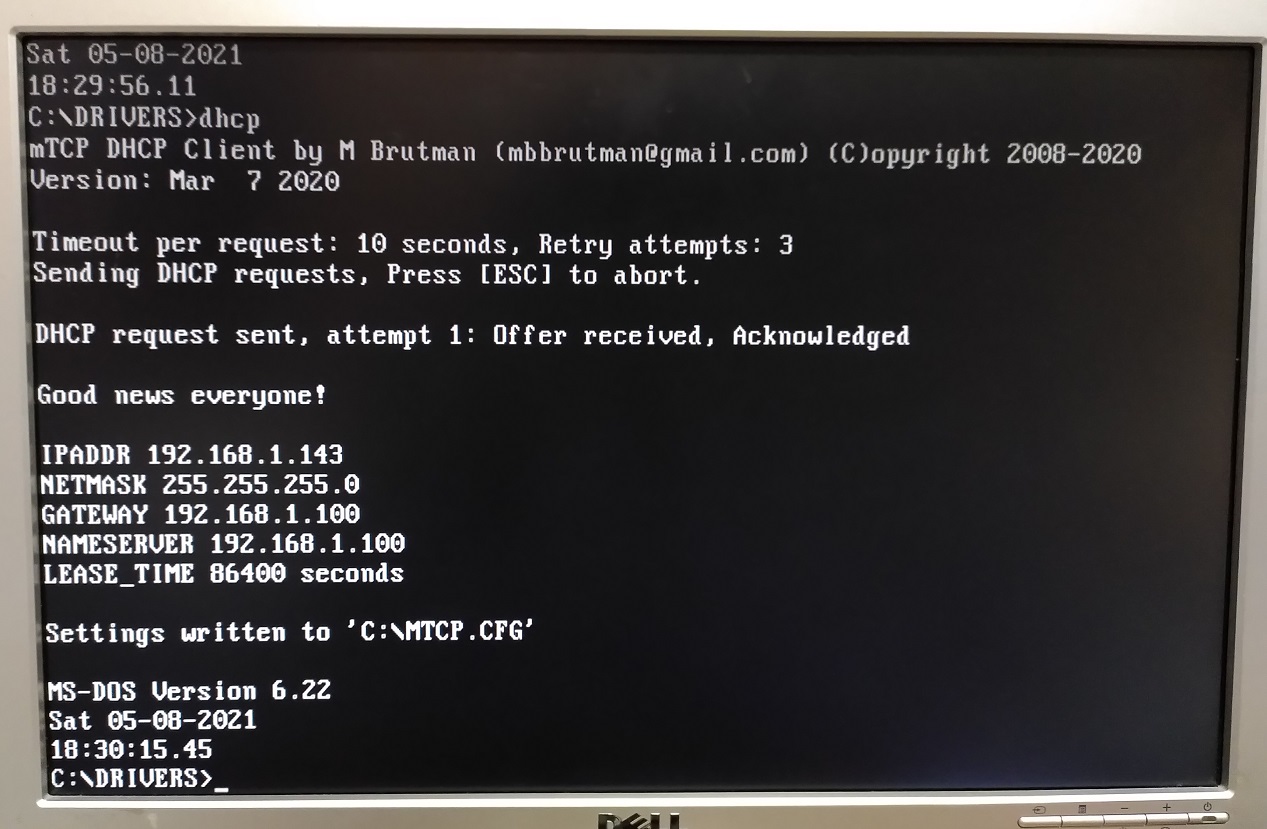 Sat 05-08-2021
18:29:56.11
C:\DRIVERS>dhcp
mTCP DHCP Client by M Brutman (mbbrutman@gmail.com) (C)opyright 2008-2020
Version: Mar  7 2020
Timeout per request: 10 seconds, Retry attempts: 3
Sending DHCP requests, Press [ESC] to abort.
DHCP request sent, attempt 1: Offer received, Acknowledged
Good news everyone!
IPADDR 192.168.1.143
NETMASK 255.255.255.0
GATEWAY 192.168.1.100
NAMESERVER 192.168.1.100
LEASE_TIME 86400 seconds
Settings written to 'C:\MTCP.CFG'
MS-DOS Version 6.22
Sat 05-08-2021
18:30:15.45
C:\DRIVERS>_
DELL